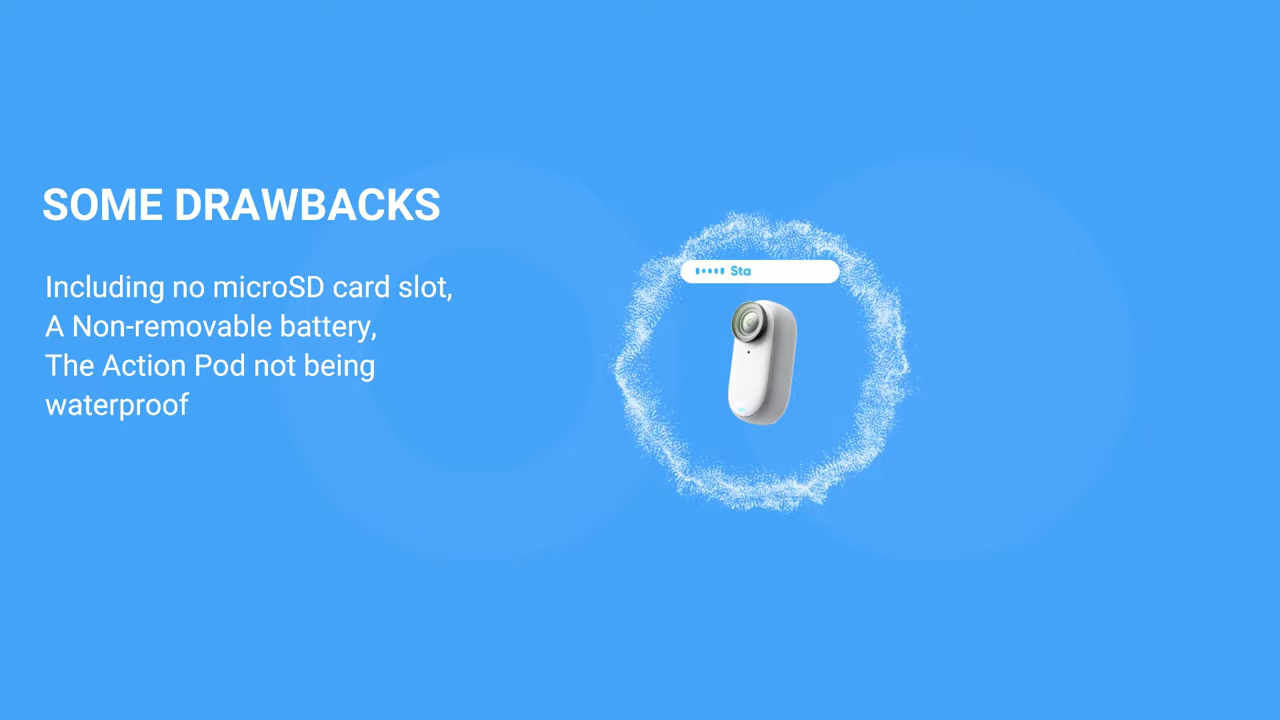 SOME DRAWBACKS
Including no microSD card slot,
A Non-removable battery,
The Action Pod not being
waterproof
Sta